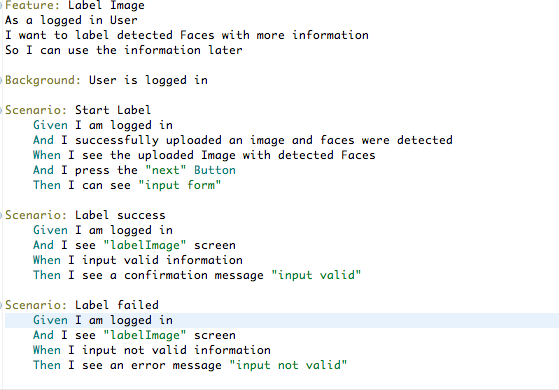 Feature: Label Image
As a logged in User
I want to label detected Faces with more information
So I can use the information later
Background: User is logged in
Scenario: Start Label
Given I am logged in
And I successfully uploaded an image and faces were detected
When I see the uploaded Image with detected Faces
And I press the "next" Button
Then I can see "input form"
Scenario: Label success
Given I am logged in
And I see "labelImage" screen
When I input valid information
Then I see a confirmation message "input valid"
Scenario: Label failed
Given I am logged in
And I see "labelImage" screen
When I input not valid information
Then I see an error message "input not valid"